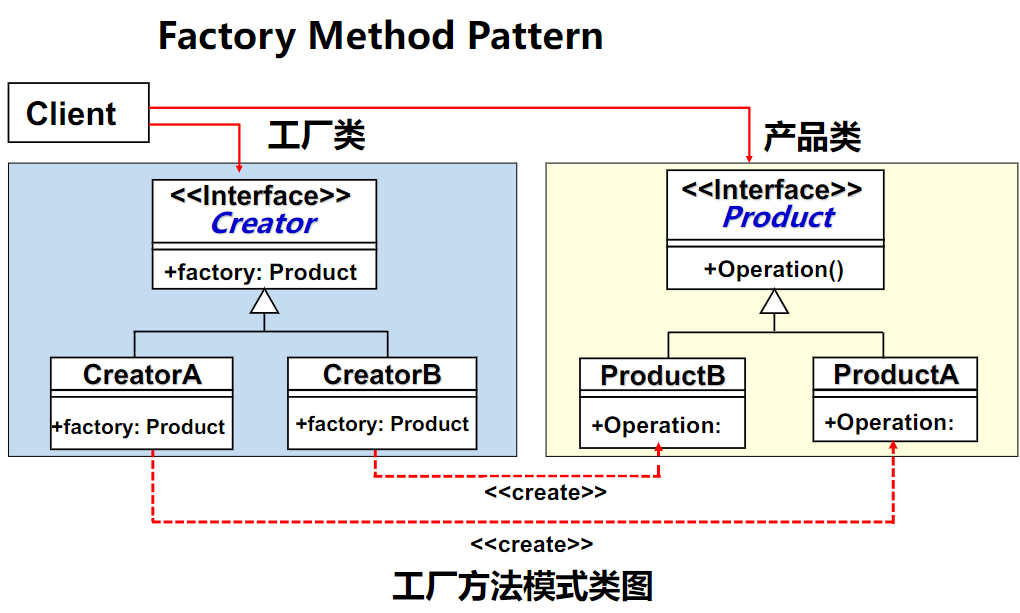 Factory Method Pattern
Client
工厂类
产品类
<<Interface>>
Creator
+factory: Product
<<Interface>>
Product
+Operation()
CreatorA
+factory: Product
CreatorB
+factory: Product
ProductB
+Operation:
ProductA
+Operation:
<<create>>
<<create>>
工厂方法模式类图